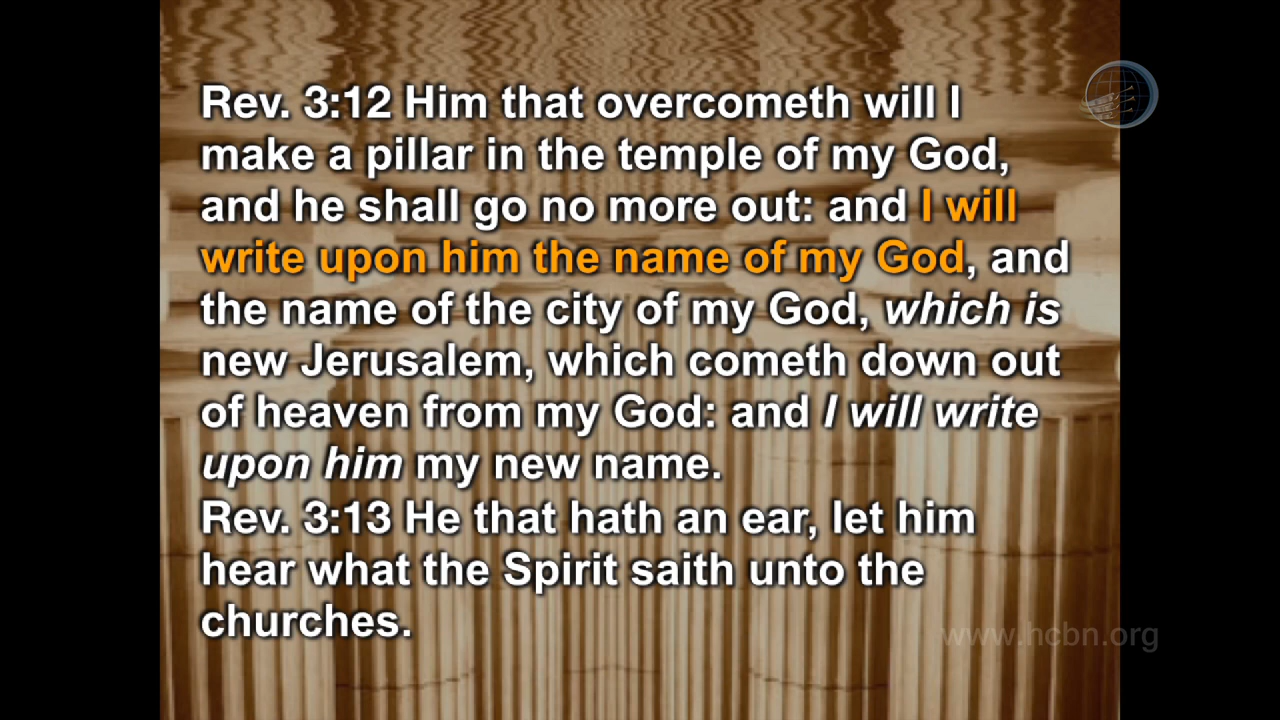 Rev. 3:12 Him that overcometh will I
make a pillar in the temple of my God,
and he shall go no more out: and I will
write upon him the name of my God, and
the name of the city of my God, which is
new Jerusalem, which cometh down out
of heaven from my God: and I will write
upon him my new name.
Rev. 3:13 He that hath an ear, let him
hear what the Spirit saith unto the
churches.
www.hcbn.org